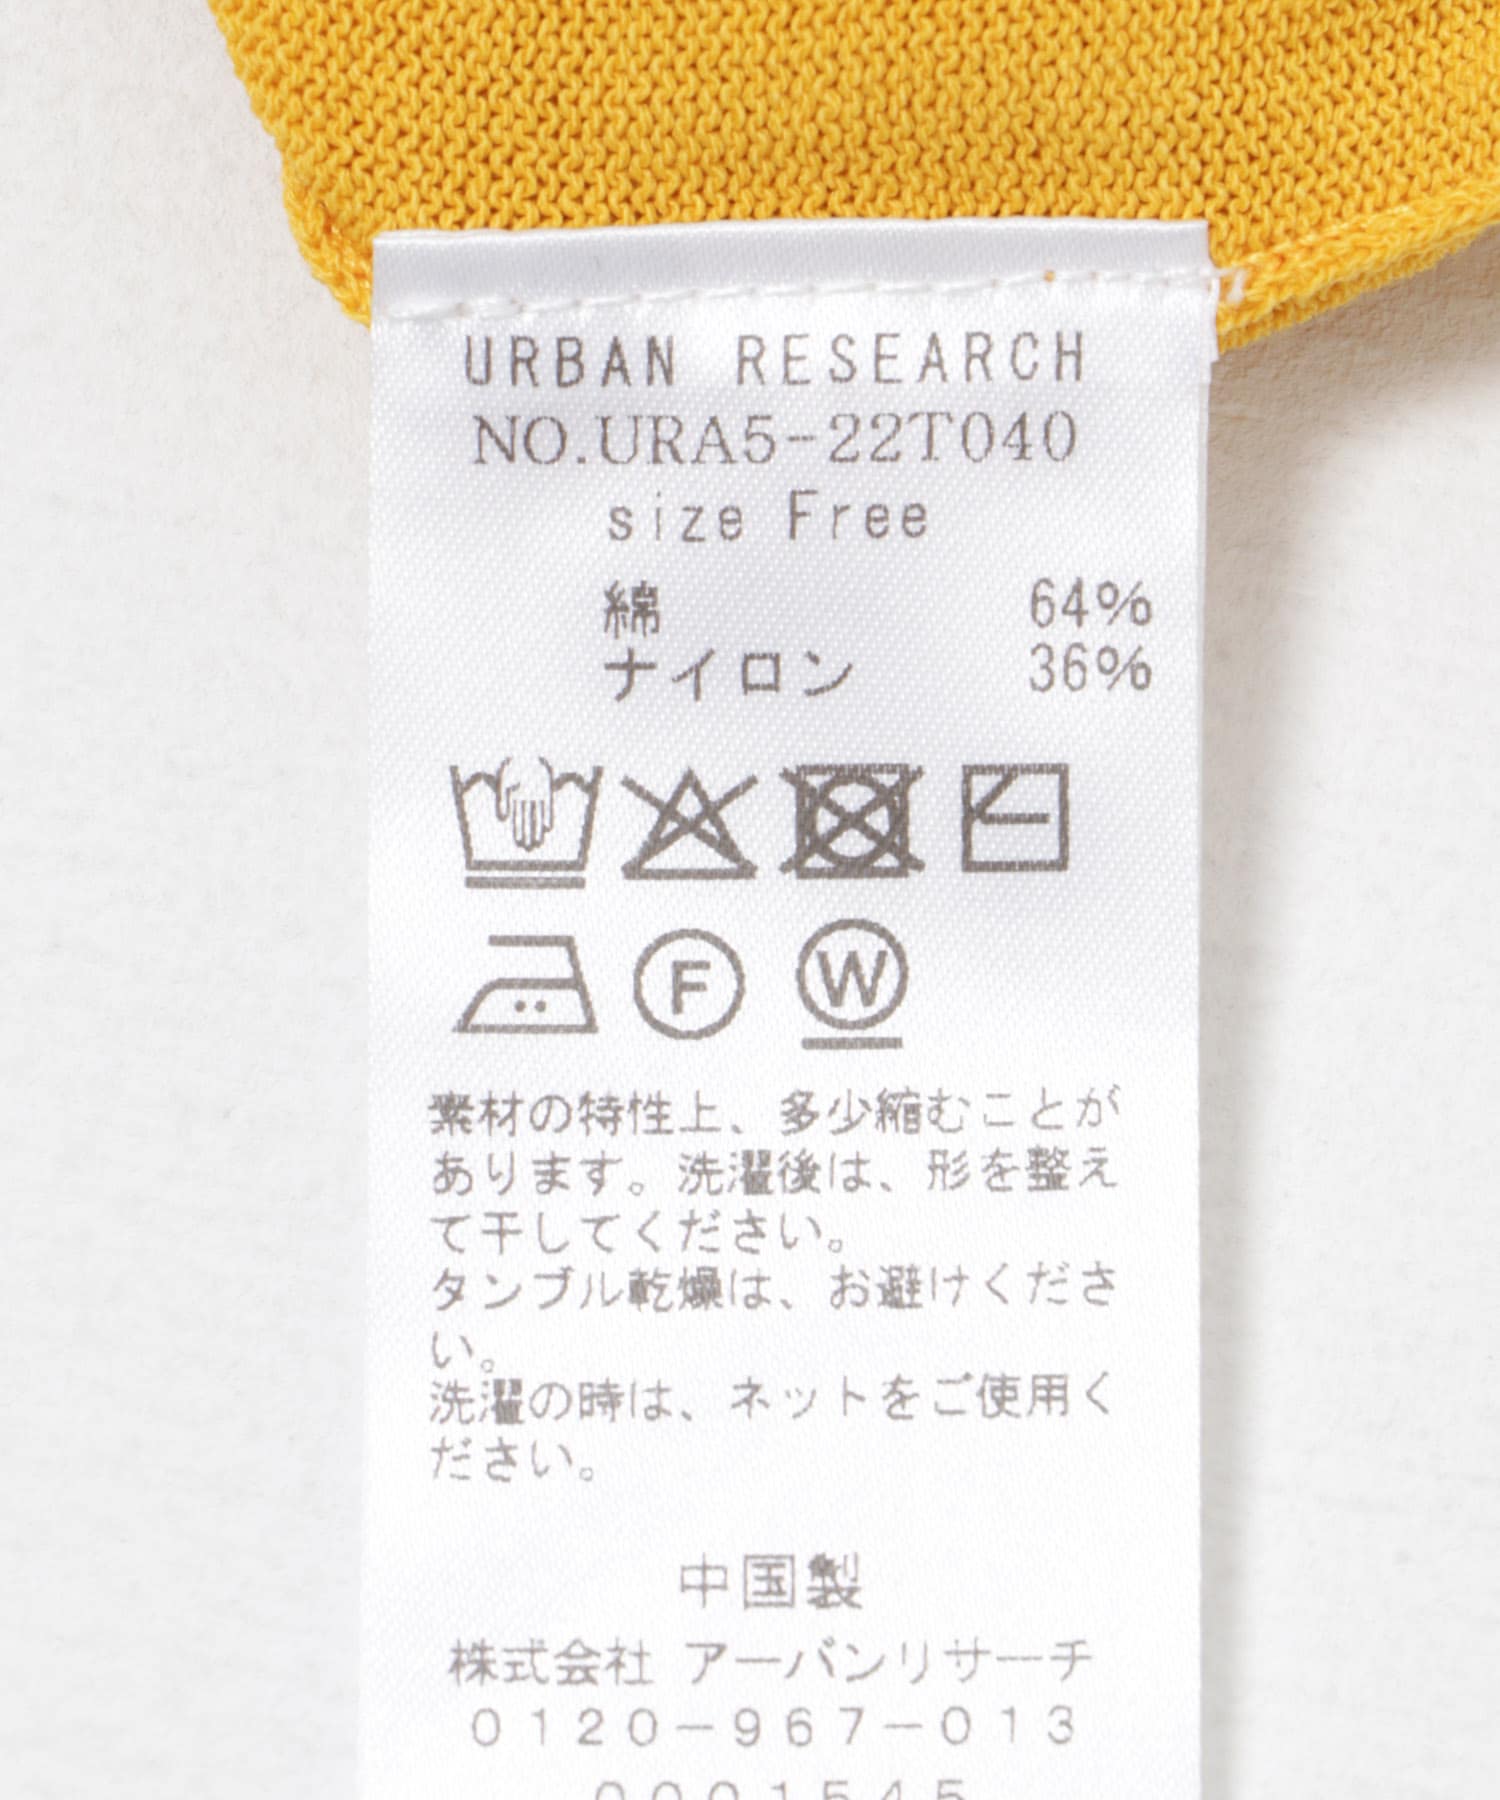 URBAN RESEARCH
NO.URA5-22T040
size Free
綿 64%
ナイロン 36%
F W
素材の特性上、多少縮むことが
あります。洗濯後は、形を整え
て干してください。
タンブル乾燥は、お避けくださ
い。
洗濯の時は、ネットをご使用く
ださい。
中国製
株式会社 アーバンリサーチ
0120-967-013
0001545